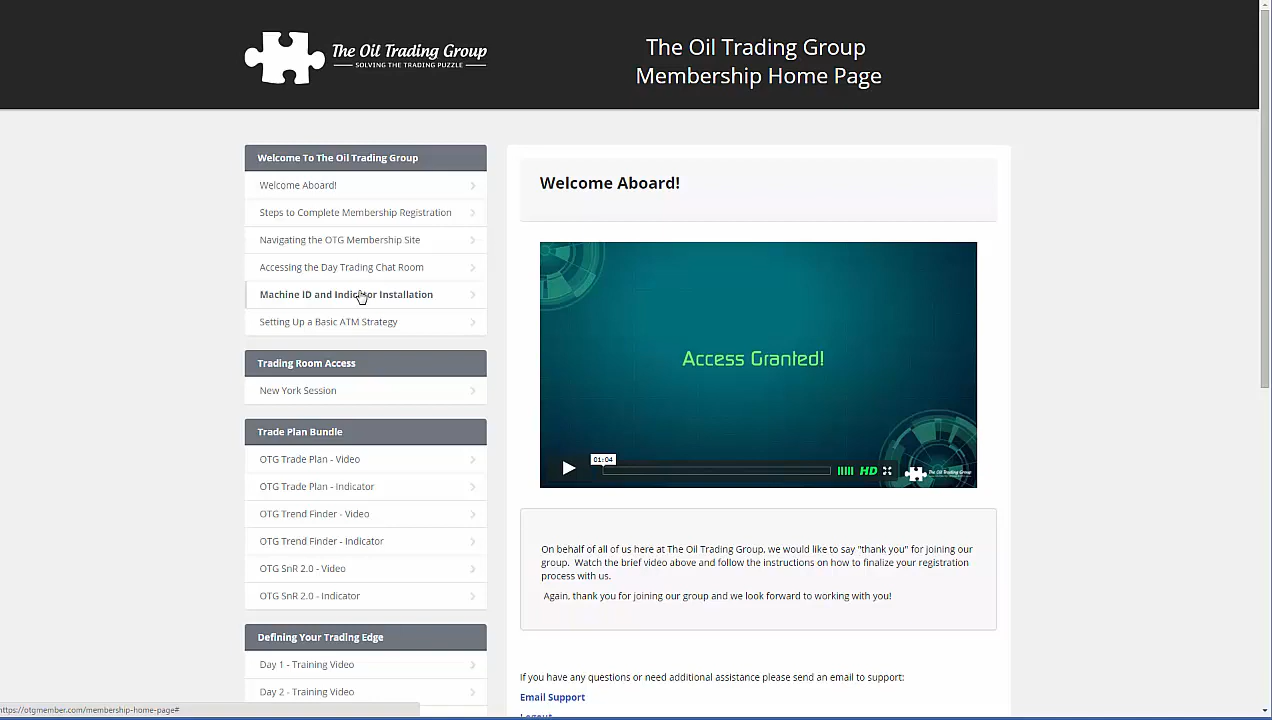 The Oil Trading Group
SOLVING THE TRADING PUZZLE
The Oil Trading Group
Membership Home Page
Welcome To The Oil Trading Group
Welcome Aboard!
Steps to Complete Membership Registration
Navigating the OTG Membership Site
Accessing the Day Trading Chat Room
Machine ID and Indicator Installation
Setting Up a Basic ATM Strategy
Trading Room Access
New York Session
Trade Plan Bundle
OTG Trade Plan - Video
OTG Trade Plan - Indicator
OTG Trend Finder - Video
OTG Trend Finder - Indicator
OTG SnR 2.0 - Video
OTG SnR 2.0 - Indicator
Defining Your Trading Edge
Day 1 - Training Video
Day 2 - Training Video
Welcome Aboard!
Access Granted!
01:04
HD
The Oil Trading Group
On behalf of all of us here at The Oil Trading Group, we would like to say "thank you" for joining our
group. Watch the brief video above and follow the instructions on how to finalize your registration
process with us.
Again, thank you for joining our group and we look forward to working with you!
If you have any questions or need additional assistance please send an email to support:
Email Support
Logout
https://otgmember.com/membership-home-page#